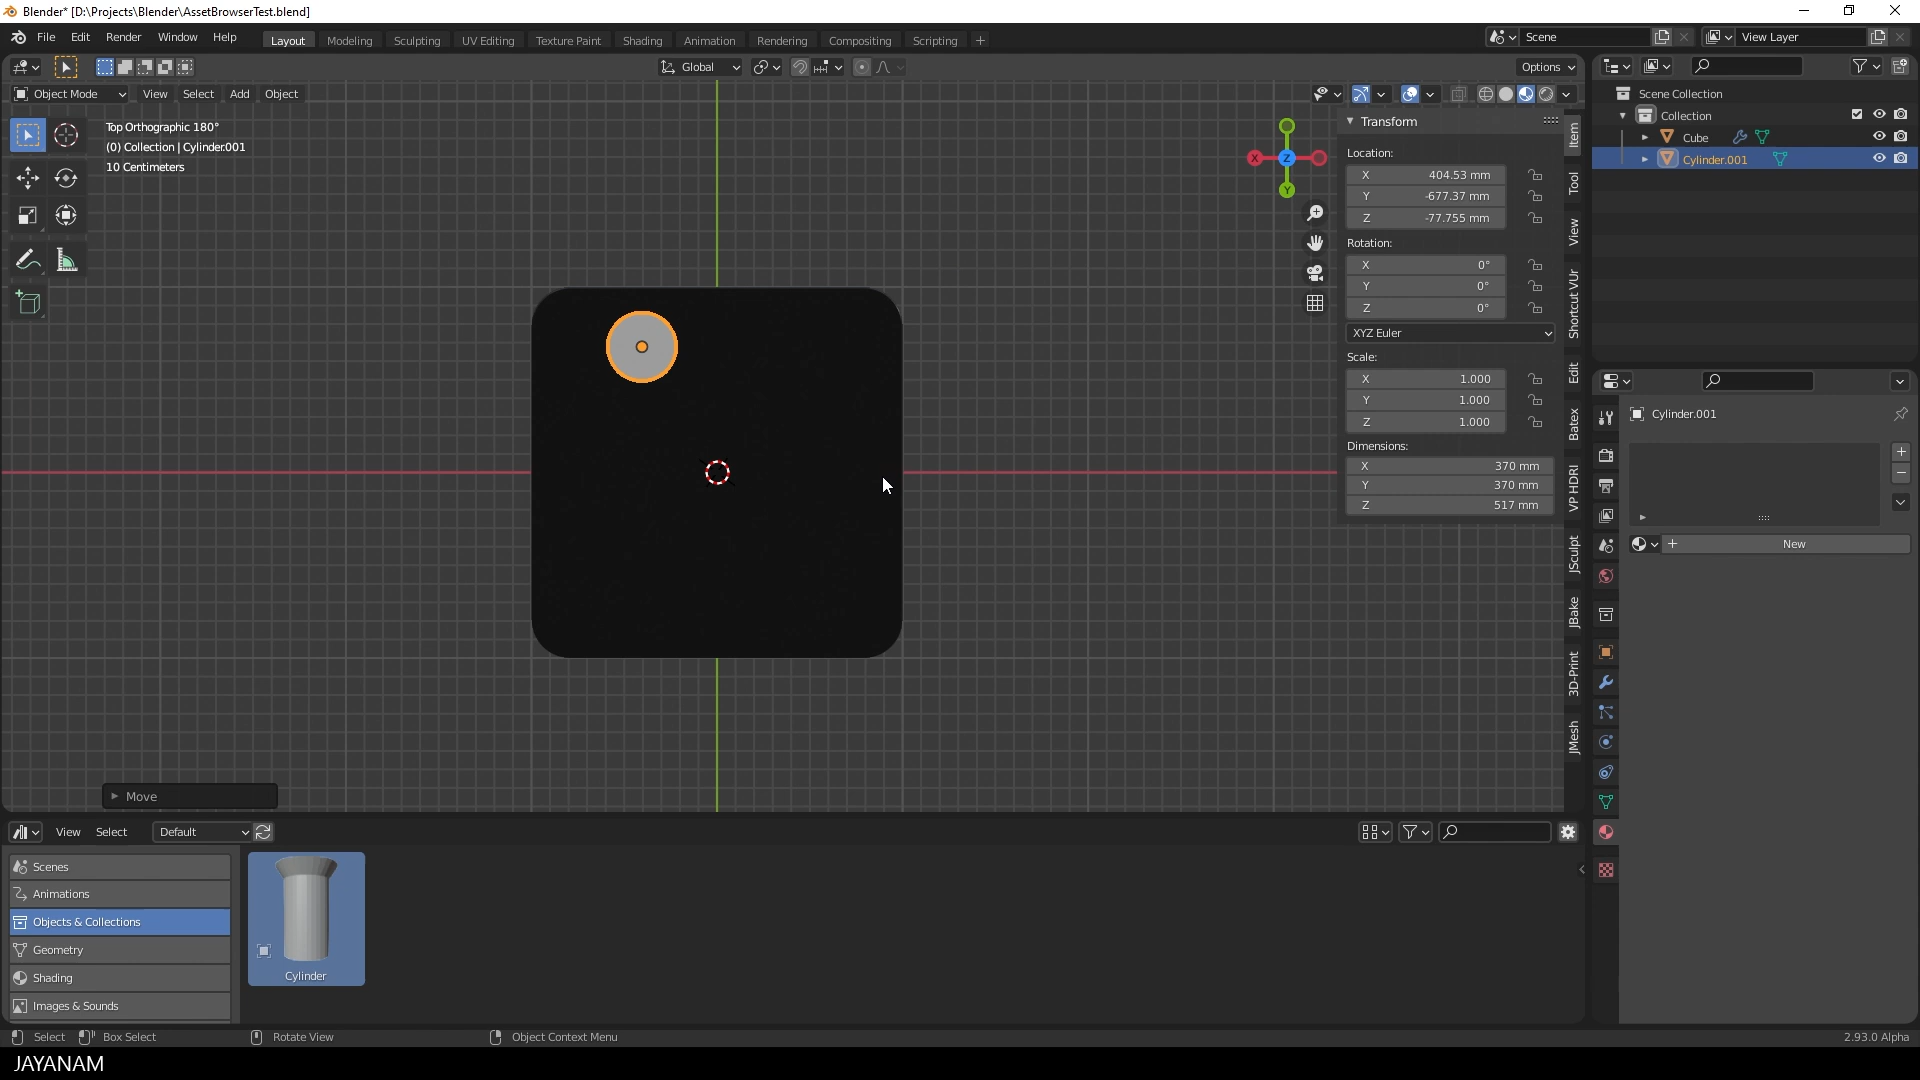 Blender* [D:\Projects\Blender\AssetBrowserTest.blend]
File Edit Render Window Help
Layout Modeling Sculpting UV Editing Texture Paint Shading Animation Rendering Compositing Scripting +
Scene
View Layer
Global
Options
Object Mode View Select Add Object
Top Orthographic 180°
(0) Collection | Cylinder.001
10 Centimeters
X Z Y
Transform
Location:
X 404.53 mm
Y -677.37 mm
Z -77.755 mm
Rotation:
X 0°
Y 0°
Z 0°
XYZ Euler
Scale:
X 1.000
Y 1.000
Z 1.000
Dimensions:
X 370 mm
Y 370 mm
Z 517 mm
Item
Tool
View
Shortcut VUr
Edit
Batex
VP HDRI
JSculpt
JBake
3D-Print
JMesh
Scene Collection
Collection
Cube
Cylinder.001
Cylinder.001
New
Move
View Select Default
Scenes
Animations
Objects & Collections
Geometry
Shading
Images & Sounds
Cylinder
Select Box Select Rotate View Object Context Menu 2.93.0 Alpha
JAYANAM